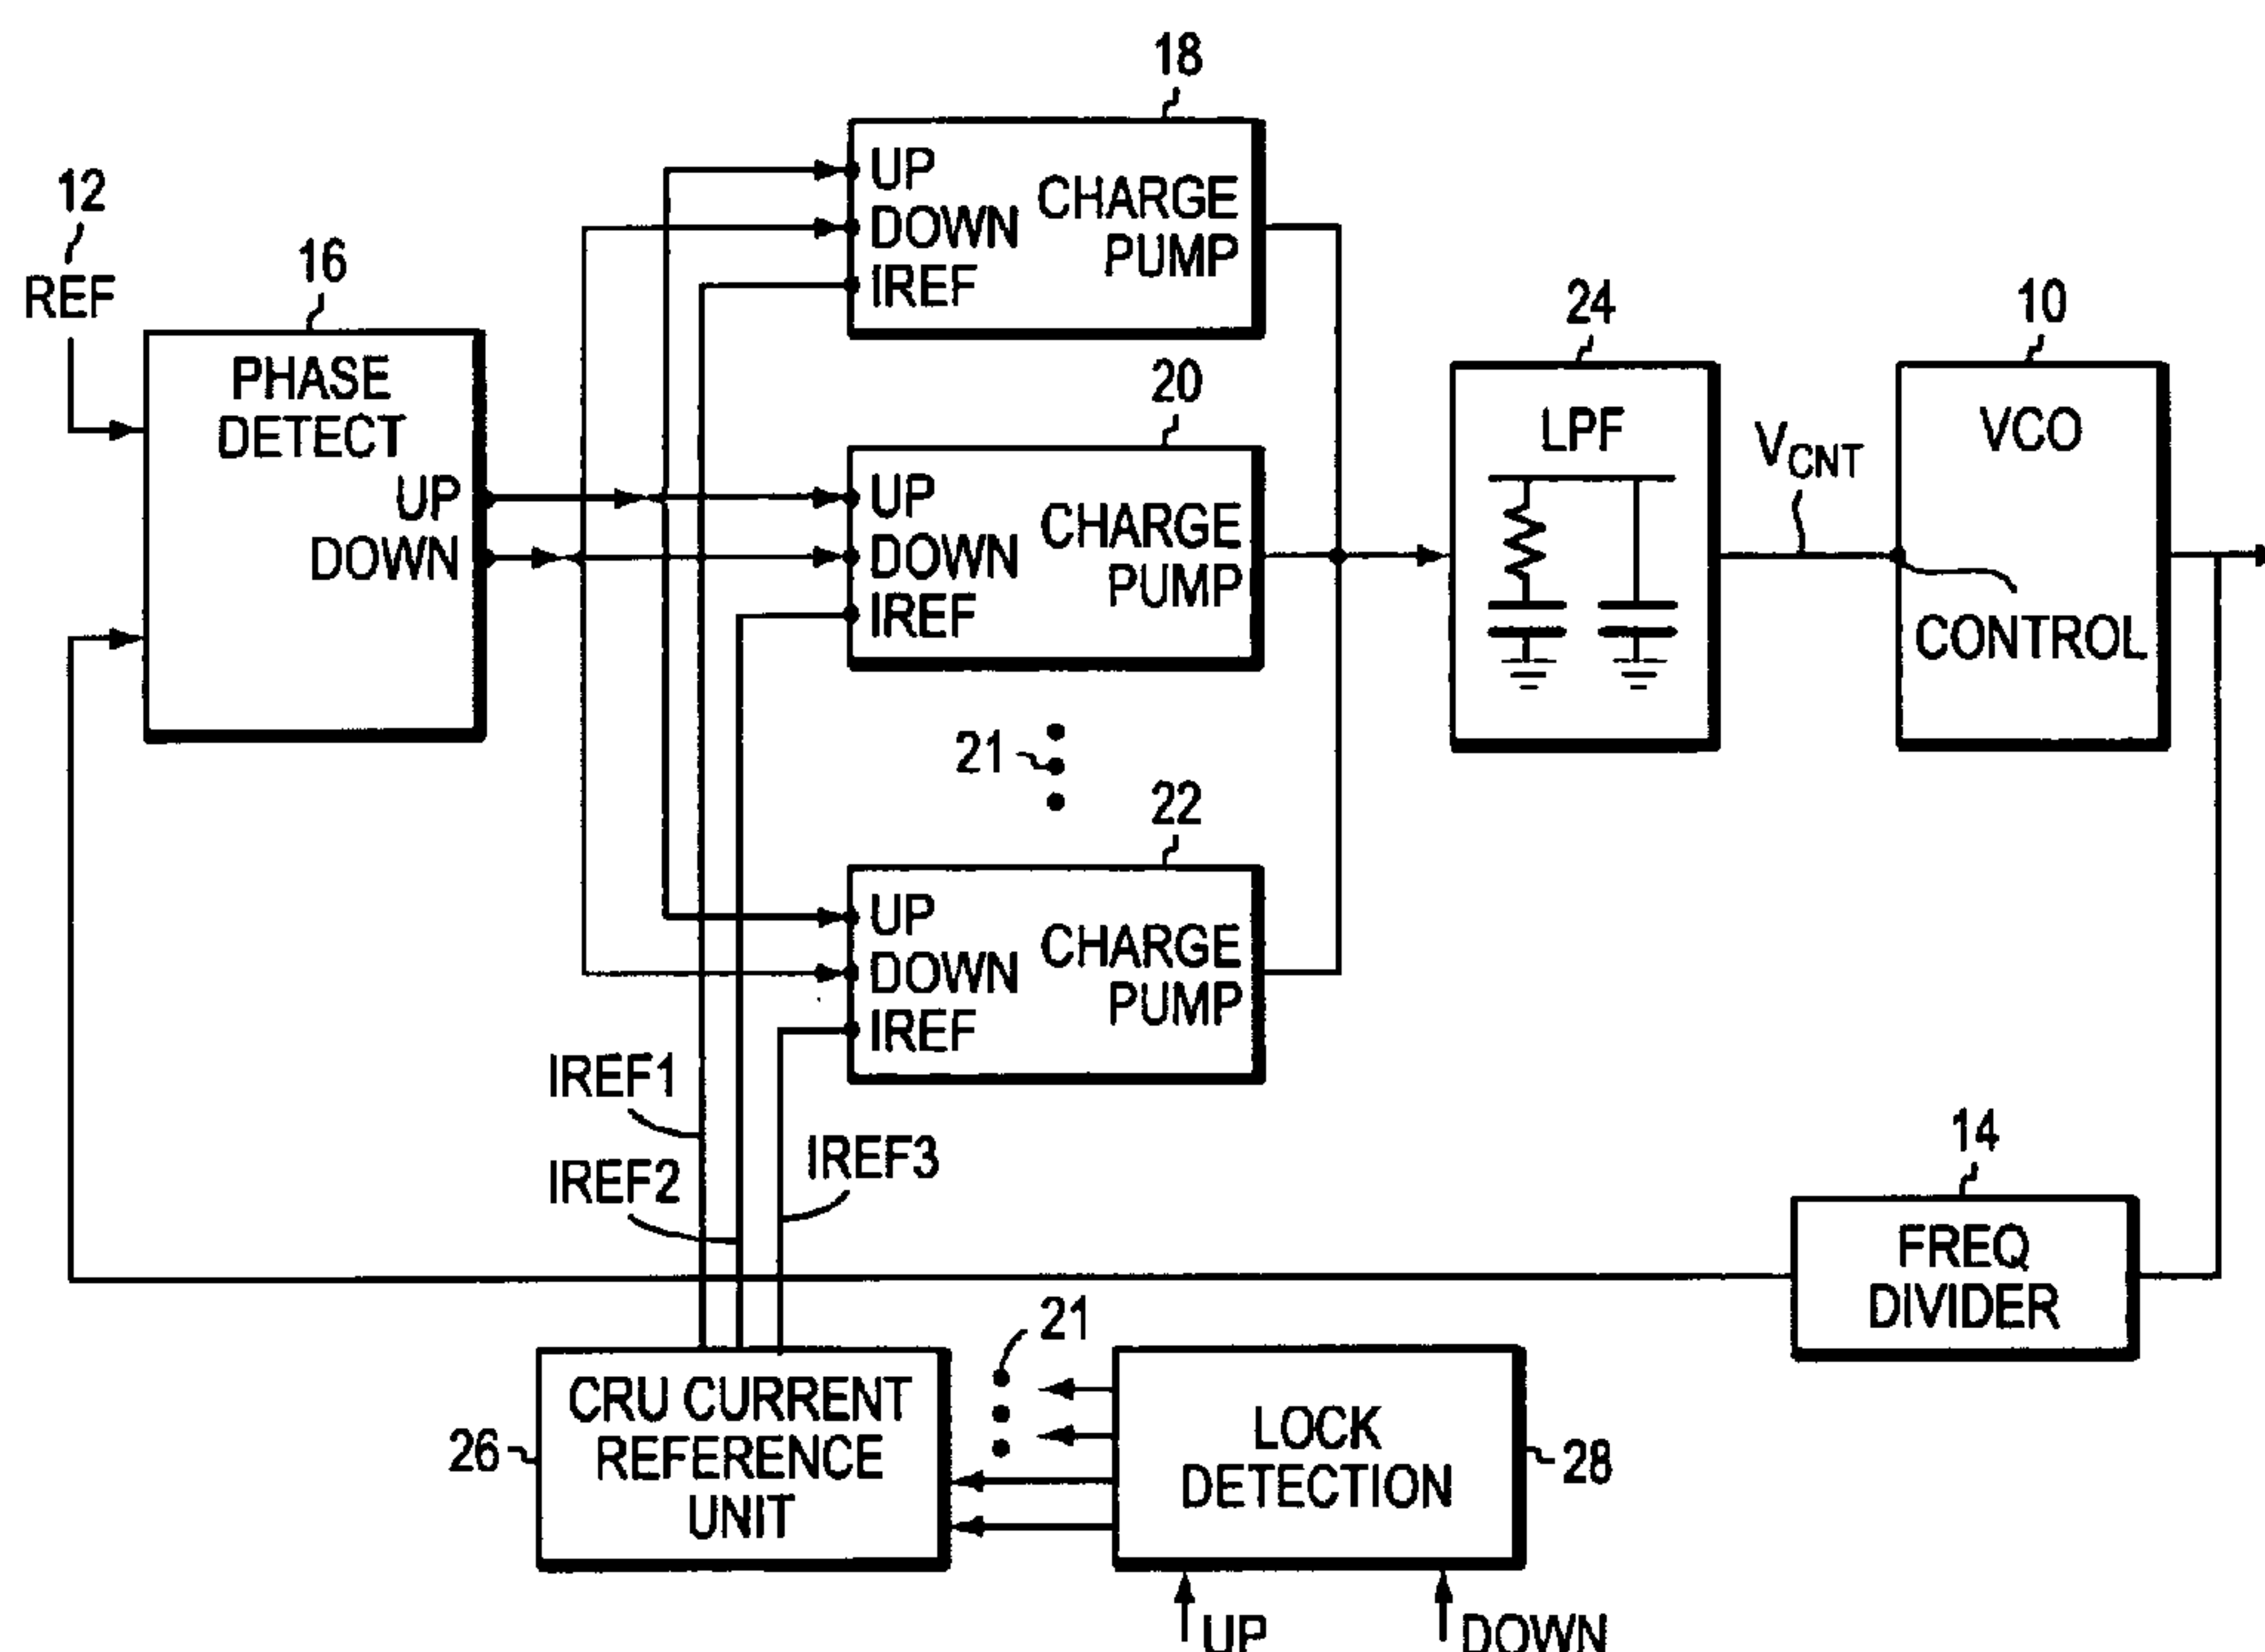 18
12
REF
16
PHASE
DETECT
UP
DOWN
UP
DOWN
IREF
CHARGE
PUMP
20
UP
DOWN
IREF
CHARGE
PUMP
21
22
UP
DOWN
IREF
CHARGE
PUMP
24
LPF
VCNT
10
VCO
CONTROL
IREF1
IREF2
IREF3
14
FREQ
DIVIDER
26
CRU CURRENT
REFERENCE
UNIT
21
LOCK
DETECTION
28
UP
DOWN